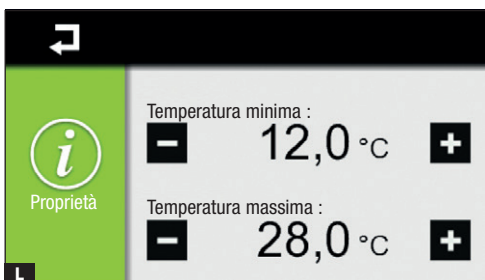 Temperatura minima :
12,0 °C
Proprietà
Temperatura massima :
28,0 °C